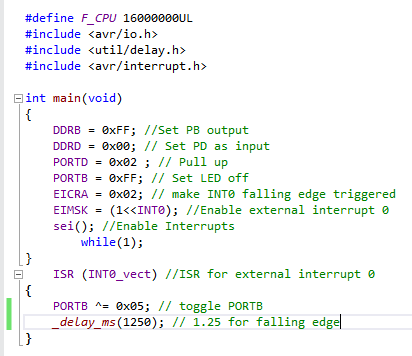 #define F_CPU 16000000UL
#include <avr/io.h>
#include <util/delay.h>
#include <avr/interrupt.h>
int main(void)
{
DDRB = 0xFF; //Set PB output
DDRD = 0x00; // Set PD as input
PORTD = 0x02 ; // Pull up
PORTB = 0xFF; // Set LED off
EICRA = 0x02; // make INT0 falling edge triggered
EIMSK = (1<<INT0); //Enable external interrupt 0
sei(); //Enable Interrupts
while(1);
}
ISR (INT0_vect) //ISR for external interrupt 0
{
PORTB ^= 0x05; // toggle PORTB
_delay_ms(1250); // 1.25 for falling edge
}